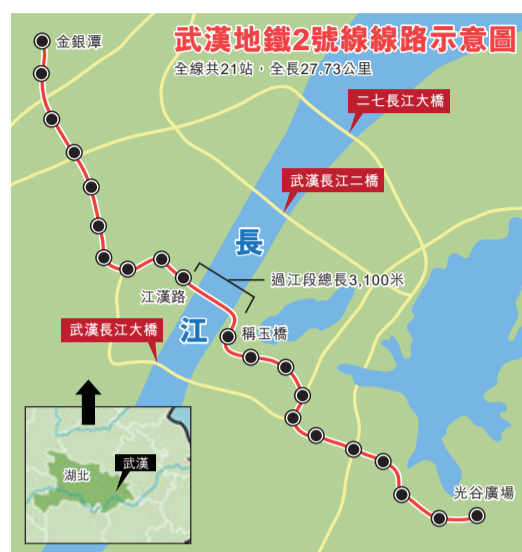 武漢地鐵2號線線路示意圖
全線共21站，全長27.73公里
金銀潭
二七長江大橋
武漢長江二橋
長
過江段總長3,100米
江漢路
江
稱玉橋
武漢長江大橋
武漢
湖北
光谷廣場